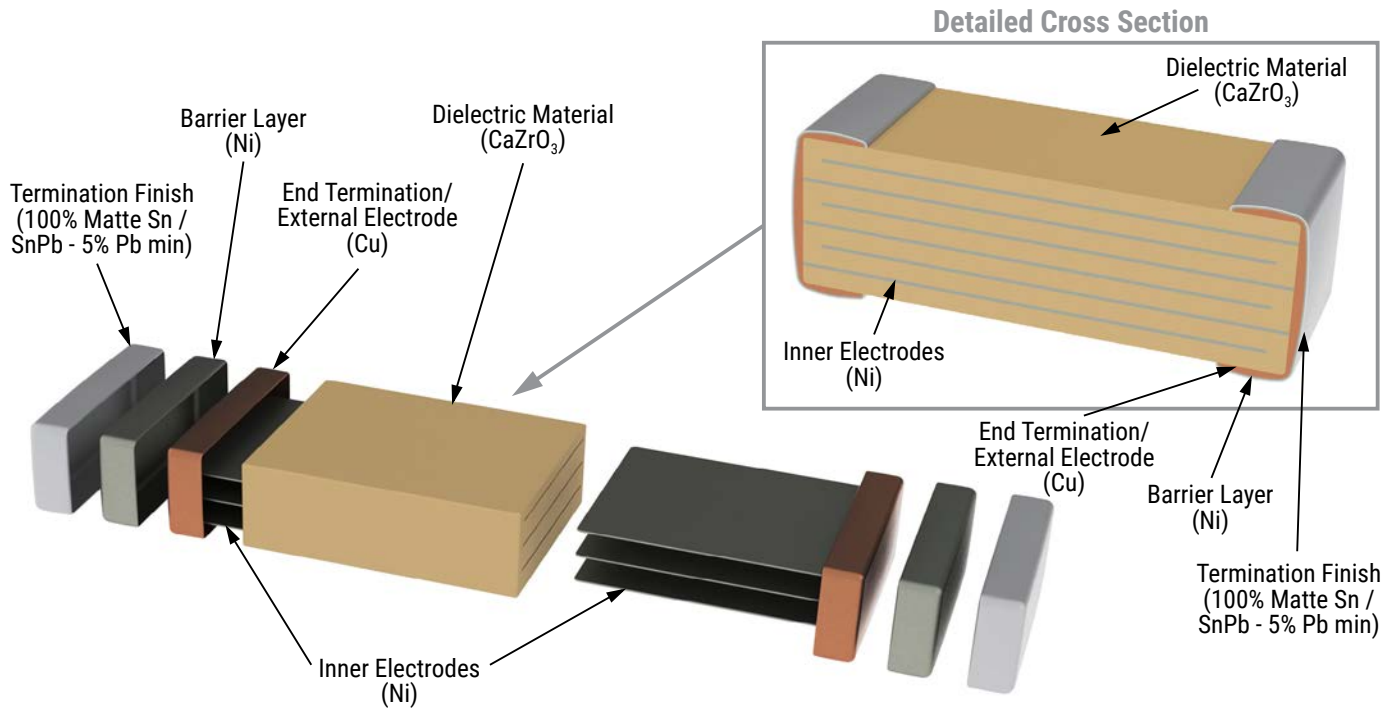 Detailed Cross Section
Dielectric Material
(CaZrO₃)
Inner Electrodes
(Ni)
End Termination/
External Electrode
(Cu)
Barrier Layer
(Ni)
Termination Finish
(100% Matte Sn /
SnPb - 5% Pb min)
Dielectric Material
(CaZrO₃)
Barrier Layer
(Ni)
End Termination/
External Electrode
(Cu)
Termination Finish
(100% Matte Sn /
SnPb - 5% Pb min)
Inner Electrodes
(Ni)